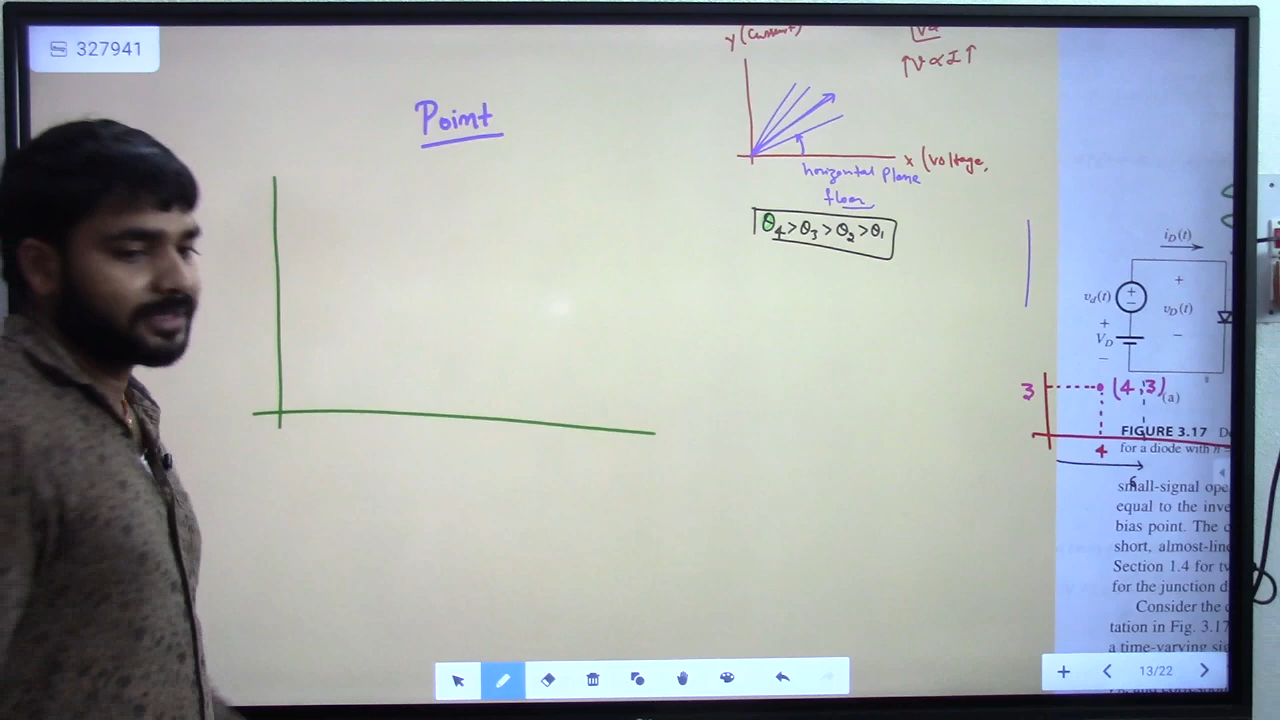 327941
Point
y (Current)
↑V∝I↑
x (Voltage,
horizontal Plane
floor
θ4>θ3>θ2>θ1
iD(t)
+
vd(t)
+
−
vD(t)
+
VD
−
−
3
(4,3)
(a)
4
FIGURE 3.17
for a diode with n
small-signal ope
equal to the inve
bias point. The
short, almost-line
Section 1.4 for tw
for the junction d
Consider the
tation in Fig. 3.17
a time-varying sig
13/22